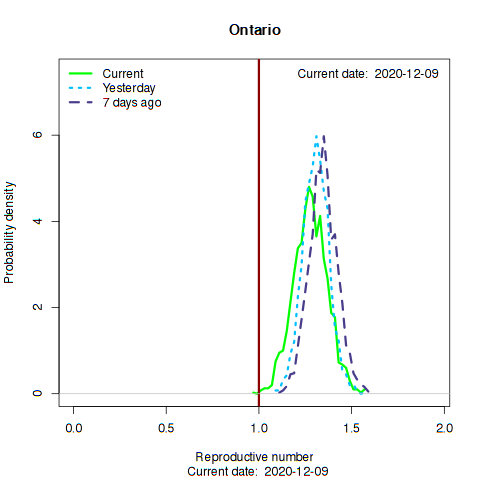 Ontario
Current
Yesterday
7 days ago
Current date:  2020-12-09
Probability density
6
4
2
0
0.0 0.5 1.0 1.5 2.0
Reproductive number
Current date:  2020-12-09